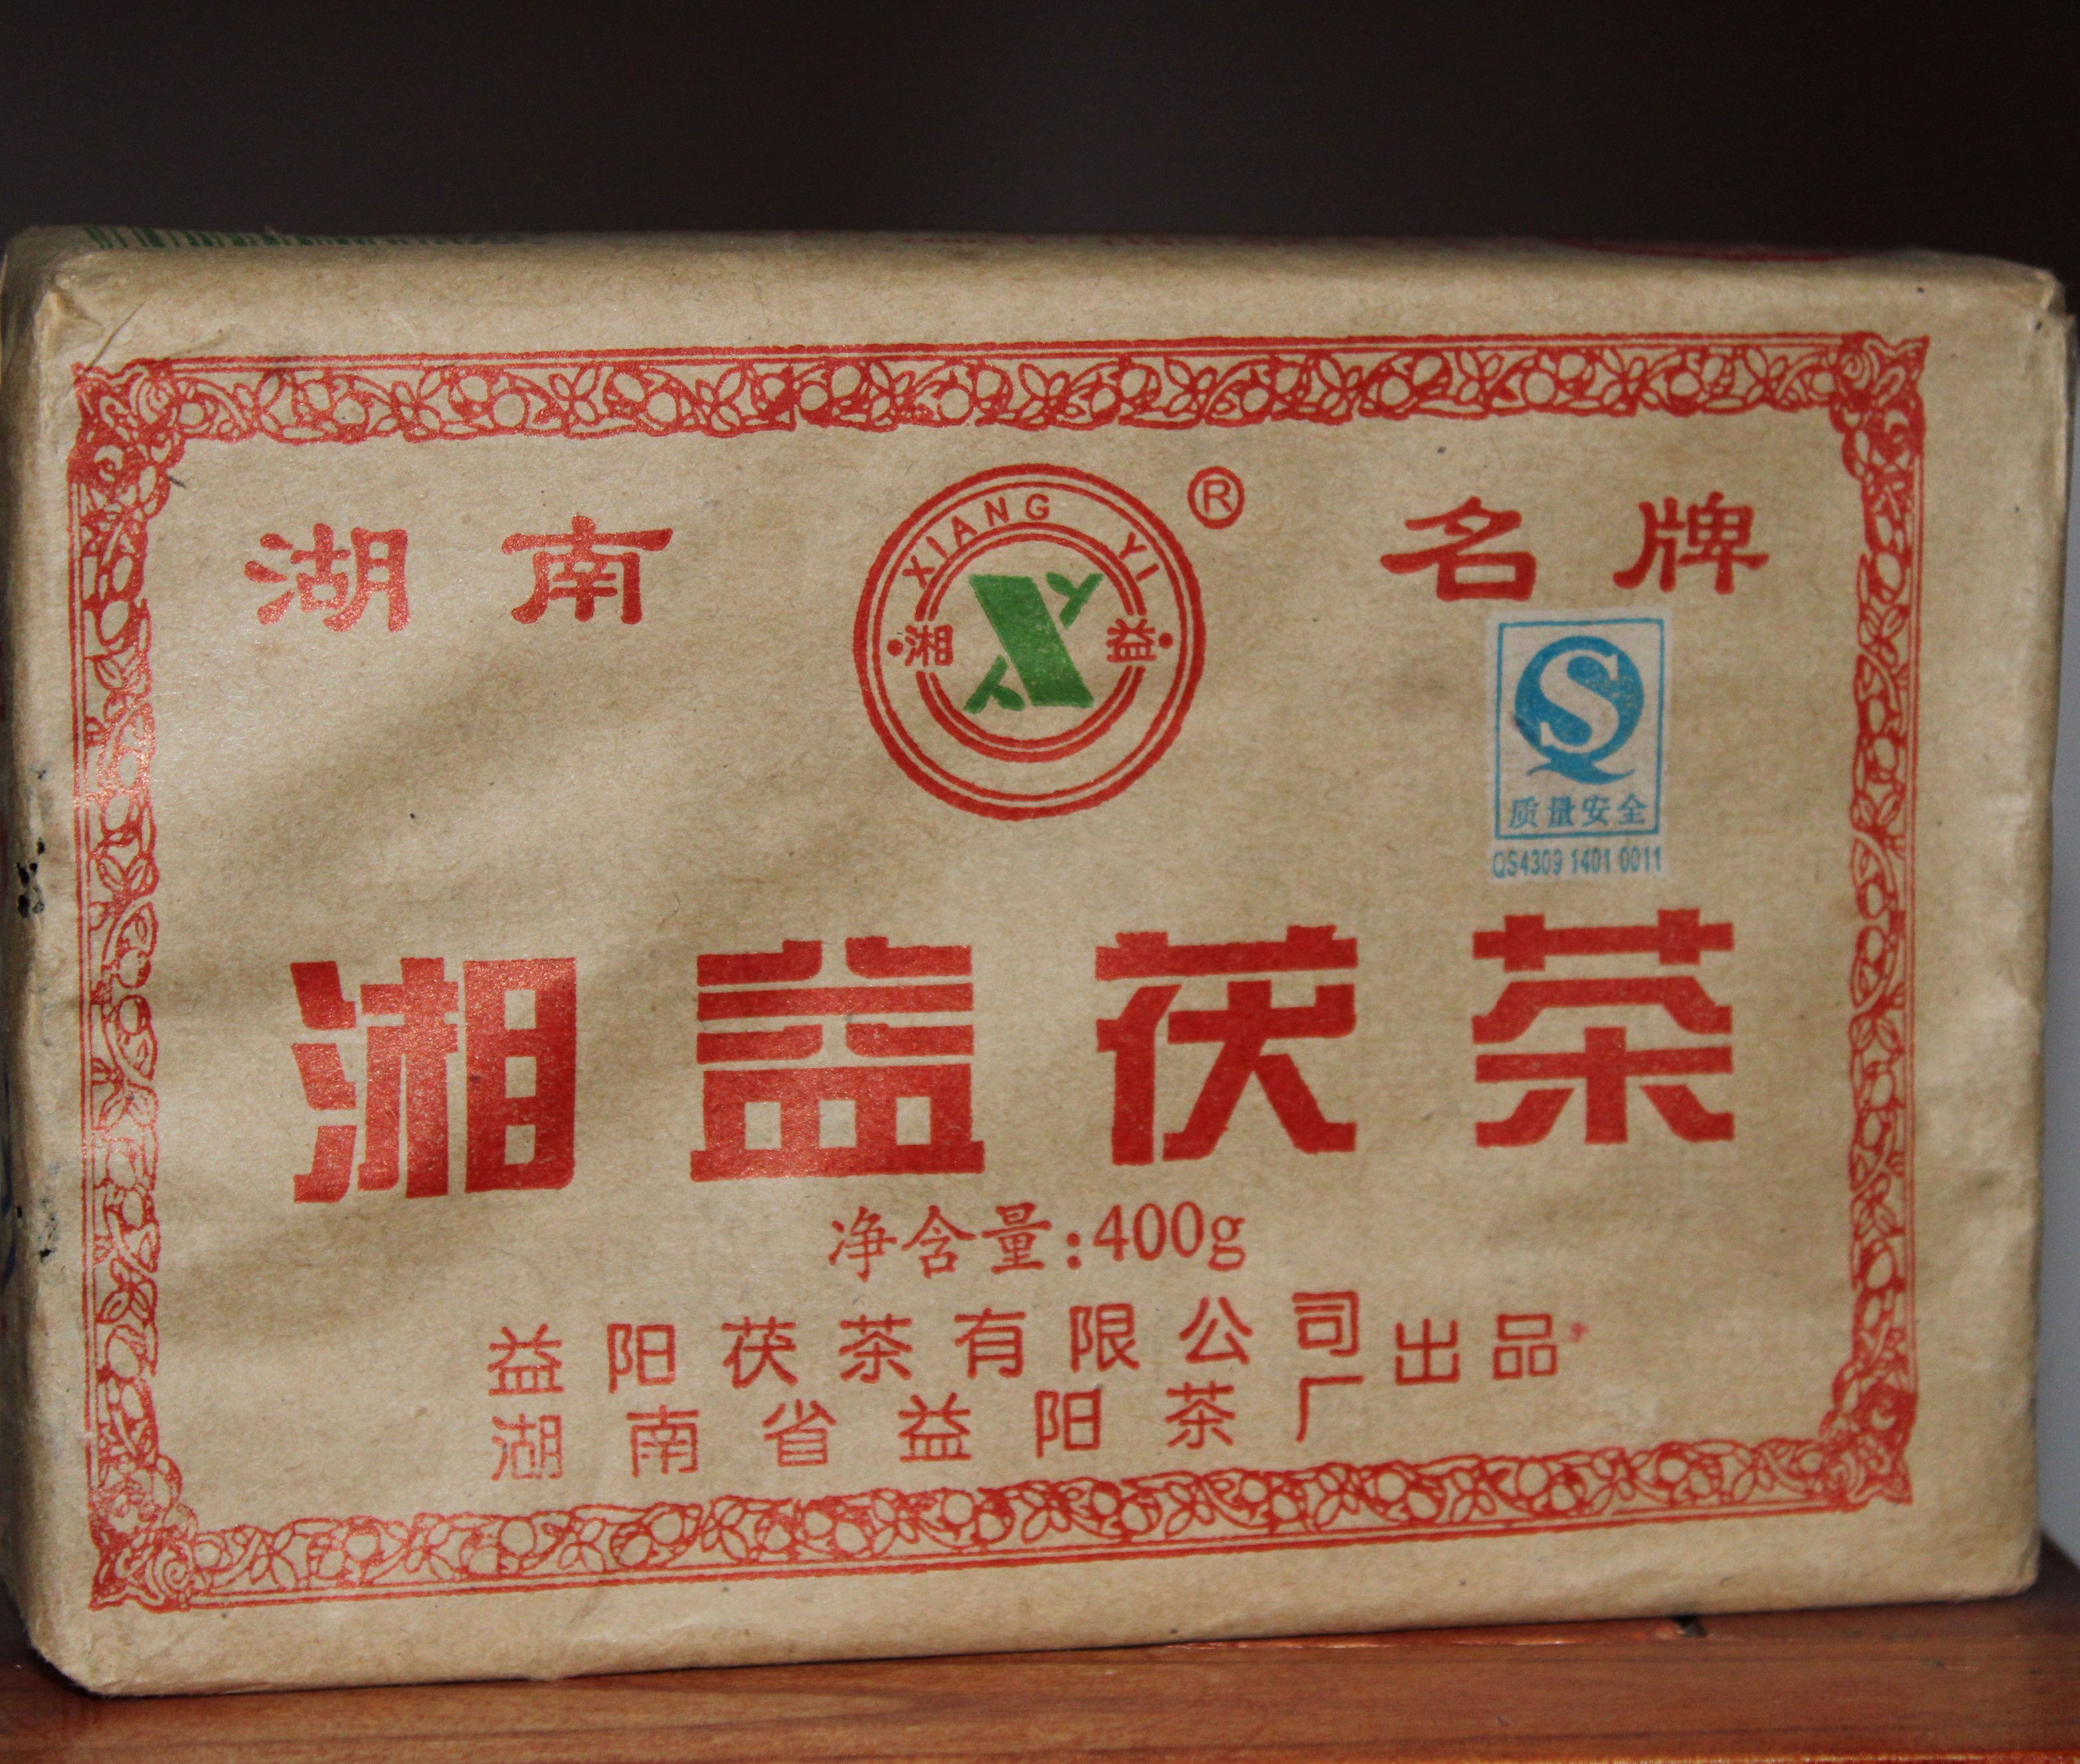 湖南 名牌
XIANG YI
湘益
®
质量安全
QS4309 1401 0011
湘益茯茶
净含量:400g
益阳茯茶有限公司出品
湖南省益阳茶厂